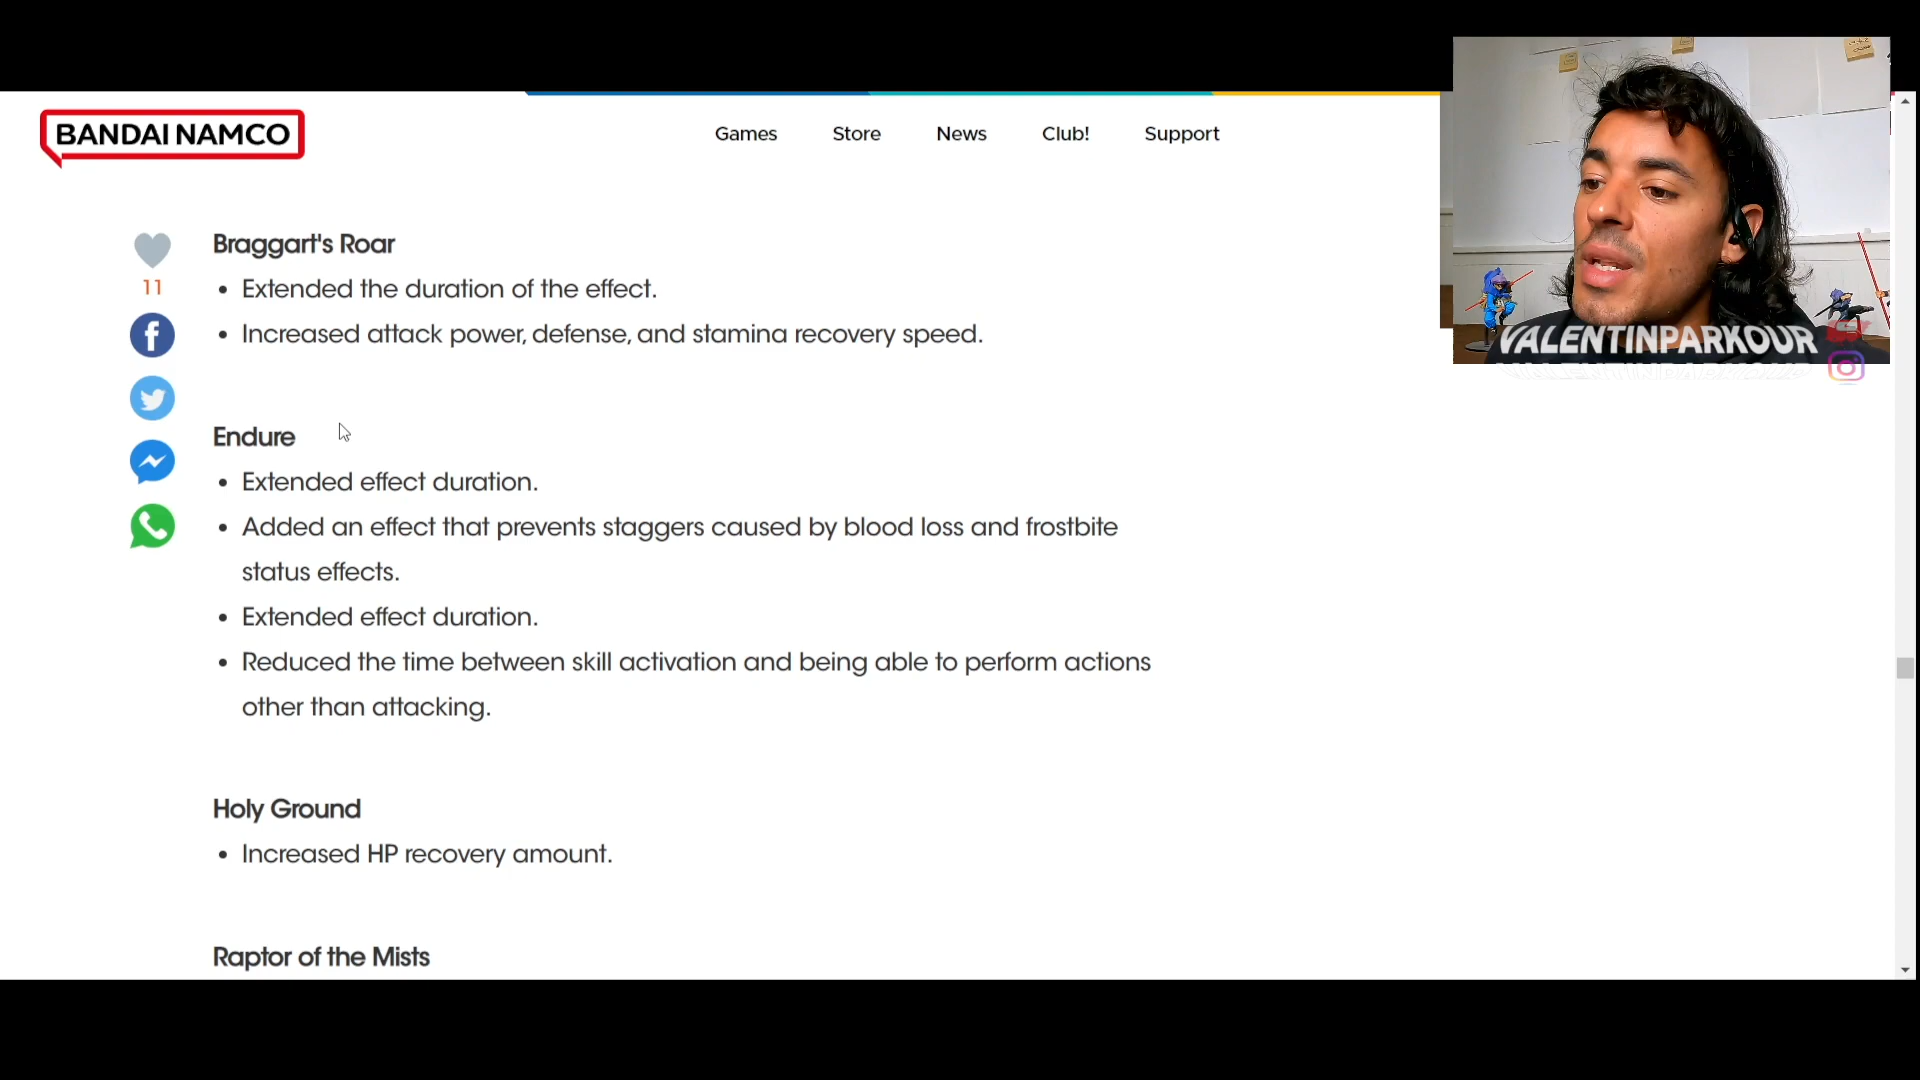 BANDAI NAMCO
Games
Store
News
Club!
Support
VALENTINPARKOUR
11
Braggart's Roar
• Extended the duration of the effect.
• Increased attack power, defense, and stamina recovery speed.
Endure
• Extended effect duration.
• Added an effect that prevents staggers caused by blood loss and frostbite
status effects.
• Extended effect duration.
• Reduced the time between skill activation and being able to perform actions
other than attacking.
Holy Ground
• Increased HP recovery amount.
Raptor of the Mists